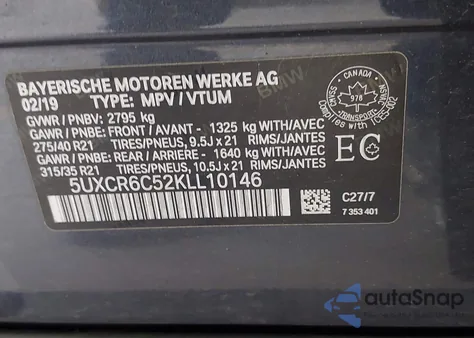 BAYERISCHE MOTOREN WERKE AG
02/19 TYPE: MPV / VTUM
GVWR / PNBV: 2795 kg
GAWR / PNBE: FRONT / AVANT - 1325 kg WITH/AVEC
275/40 R21 TIRES/PNEUS, 9.5J x 21 RIMS/JANTES
GAWR / PNBE: REAR / ARRIERE - 1640 kg WITH/AVEC
315/35 R21 TIRES/PNEUS, 10.5J x 21 RIMS/JANTES
5UXCR6C52KLL10146
CANADA
978
TRANSPORT
EC
C27/7
7 353 401
BMW
autoSnap